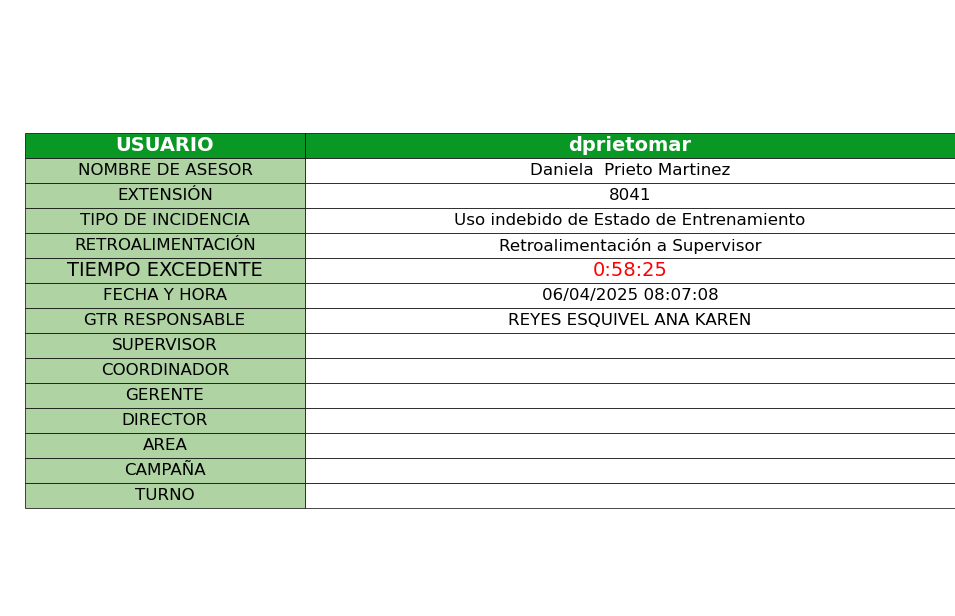 USUARIO dprietomar
NOMBRE DE ASESOR Daniela  Prieto Martinez
EXTENSIÓN 8041
TIPO DE INCIDENCIA Uso indebido de Estado de Entrenamiento
RETROALIMENTACIÓN Retroalimentación a Supervisor
TIEMPO EXCEDENTE 0:58:25
FECHA Y HORA 06/04/2025 08:07:08
GTR RESPONSABLE REYES ESQUIVEL ANA KAREN
SUPERVISOR
COORDINADOR
GERENTE
DIRECTOR
AREA
CAMPAÑA
TURNO